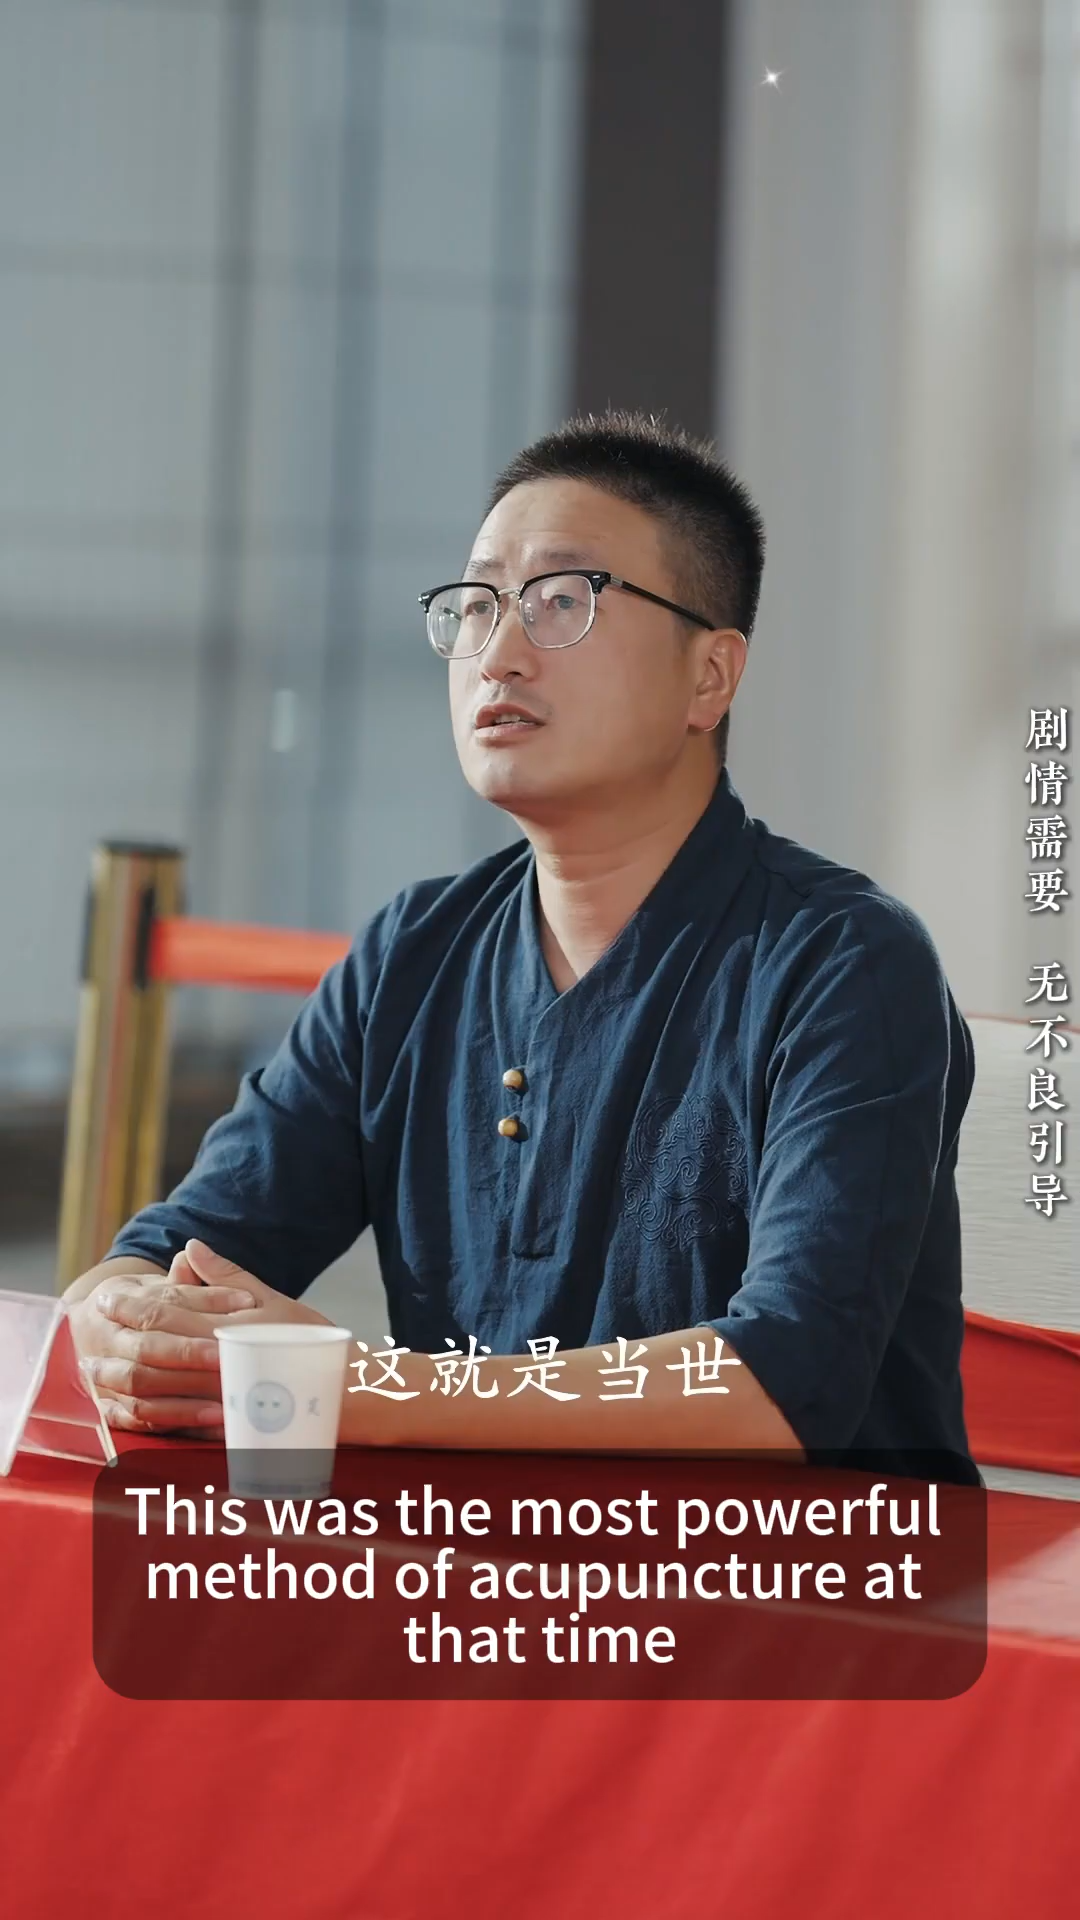 剧情需要 无不良引导
这就是当世
This was the most powerful
method of acupuncture at
that time